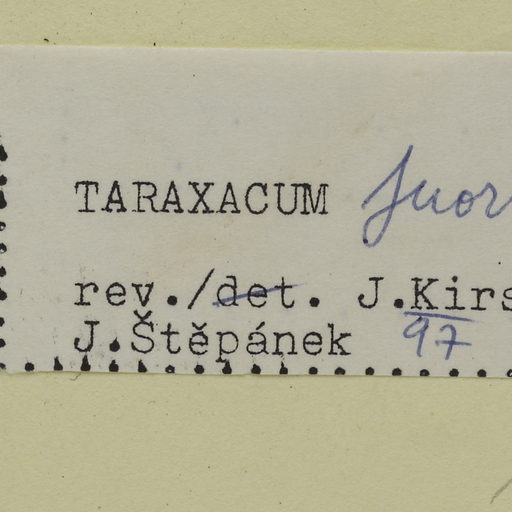 TARAXACUM
rev./det. J.Kirs
J.Štěpánek 97